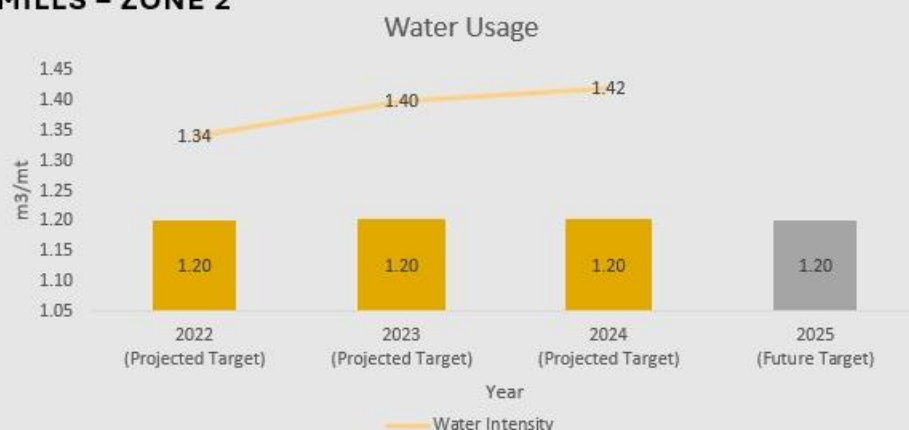 MILLS – ZONE 2
Water Usage
1.45
1.40
1.35
1.30
1.25
1.20
1.15
1.10
1.05
m3/mt
1.34
1.40
1.42
1.20
1.20
1.20
1.20
2022
(Projected Target)
2023
(Projected Target)
2024
(Projected Target)
2025
(Future Target)
Year
Water Intensity